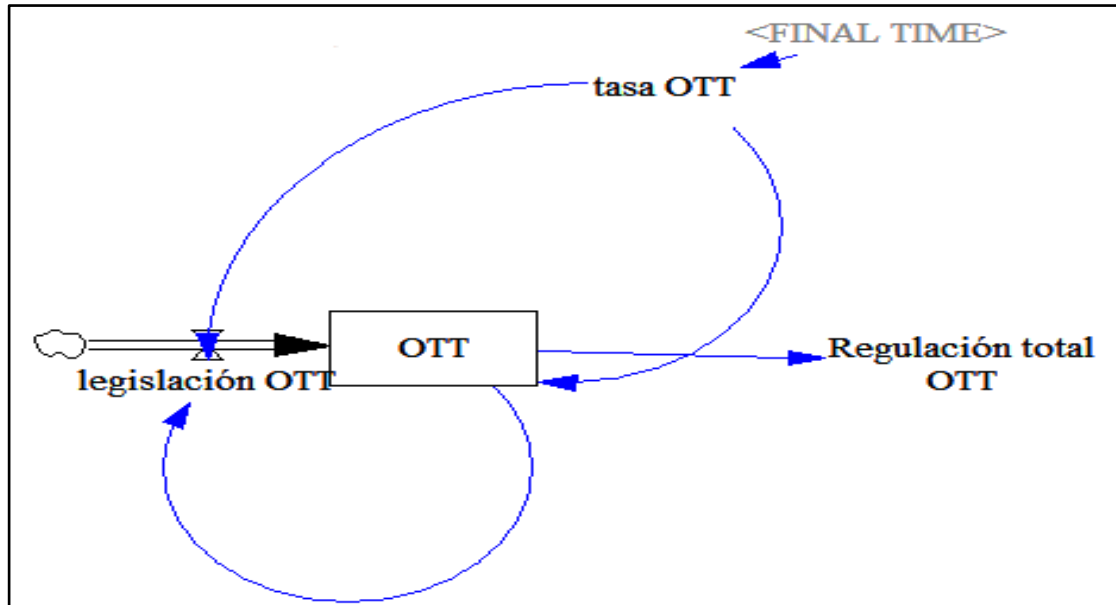 <FINAL TIME>
tasa OTT
OTT
legislación OTT
Regulación total
OTT